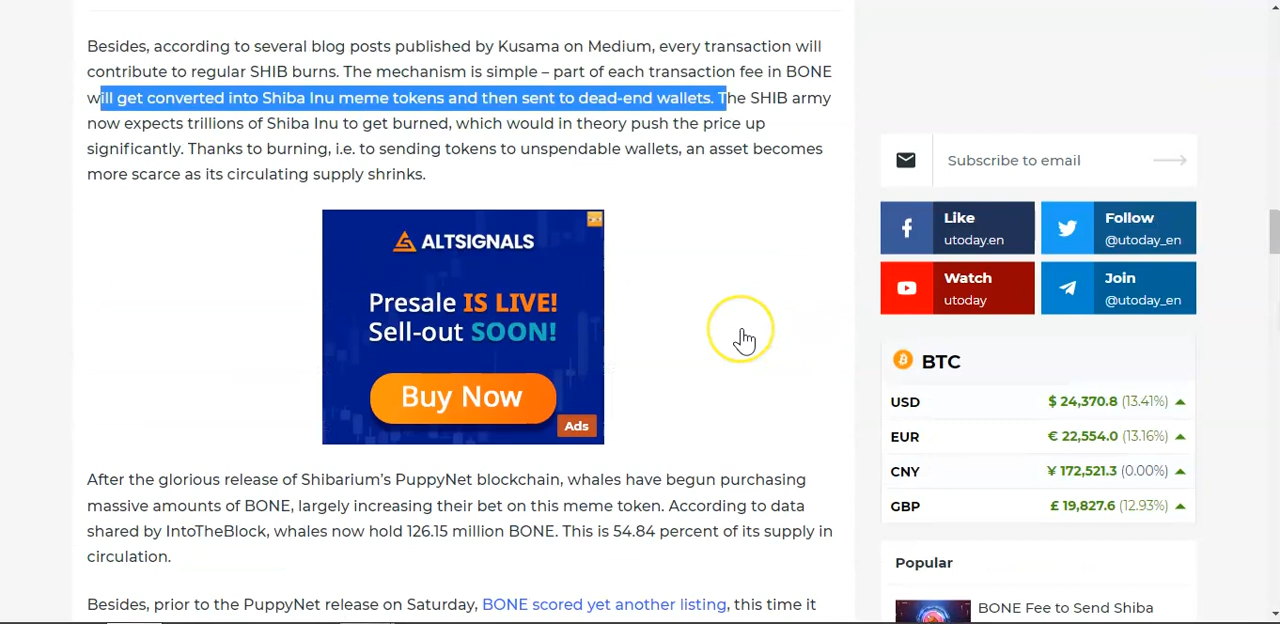 Besides, according to several blog posts published by Kusama on Medium, every transaction will
contribute to regular SHIB burns. The mechanism is simple – part of each transaction fee in BONE
will get converted into Shiba Inu meme tokens and then sent to dead-end wallets. The SHIB army
now expects trillions of Shiba Inu to get burned, which would in theory push the price up
significantly. Thanks to burning, i.e. to sending tokens to unspendable wallets, an asset becomes
more scarce as its circulating supply shrinks.
ALTSIGNALS
Presale IS LIVE!
Sell-out SOON!
Buy Now
Ads
After the glorious release of Shibarium's PuppyNet blockchain, whales have begun purchasing
massive amounts of BONE, largely increasing their bet on this meme token. According to data
shared by IntoTheBlock, whales now hold 126.15 million BONE. This is 54.84 percent of its supply in
circulation.
Besides, prior to the PuppyNet release on Saturday, BONE scored yet another listing, this time it
Subscribe to email
Like
utoday.en
Follow
@utoday_en
Watch
utoday
Join
@utoday_en
BTC
USD $ 24,370.8 (13.41%)
EUR € 22,554.0 (13.16%)
CNY ¥ 172,521.3 (0.00%)
GBP £ 19,827.6 (12.93%)
Popular
BONE Fee to Send Shiba